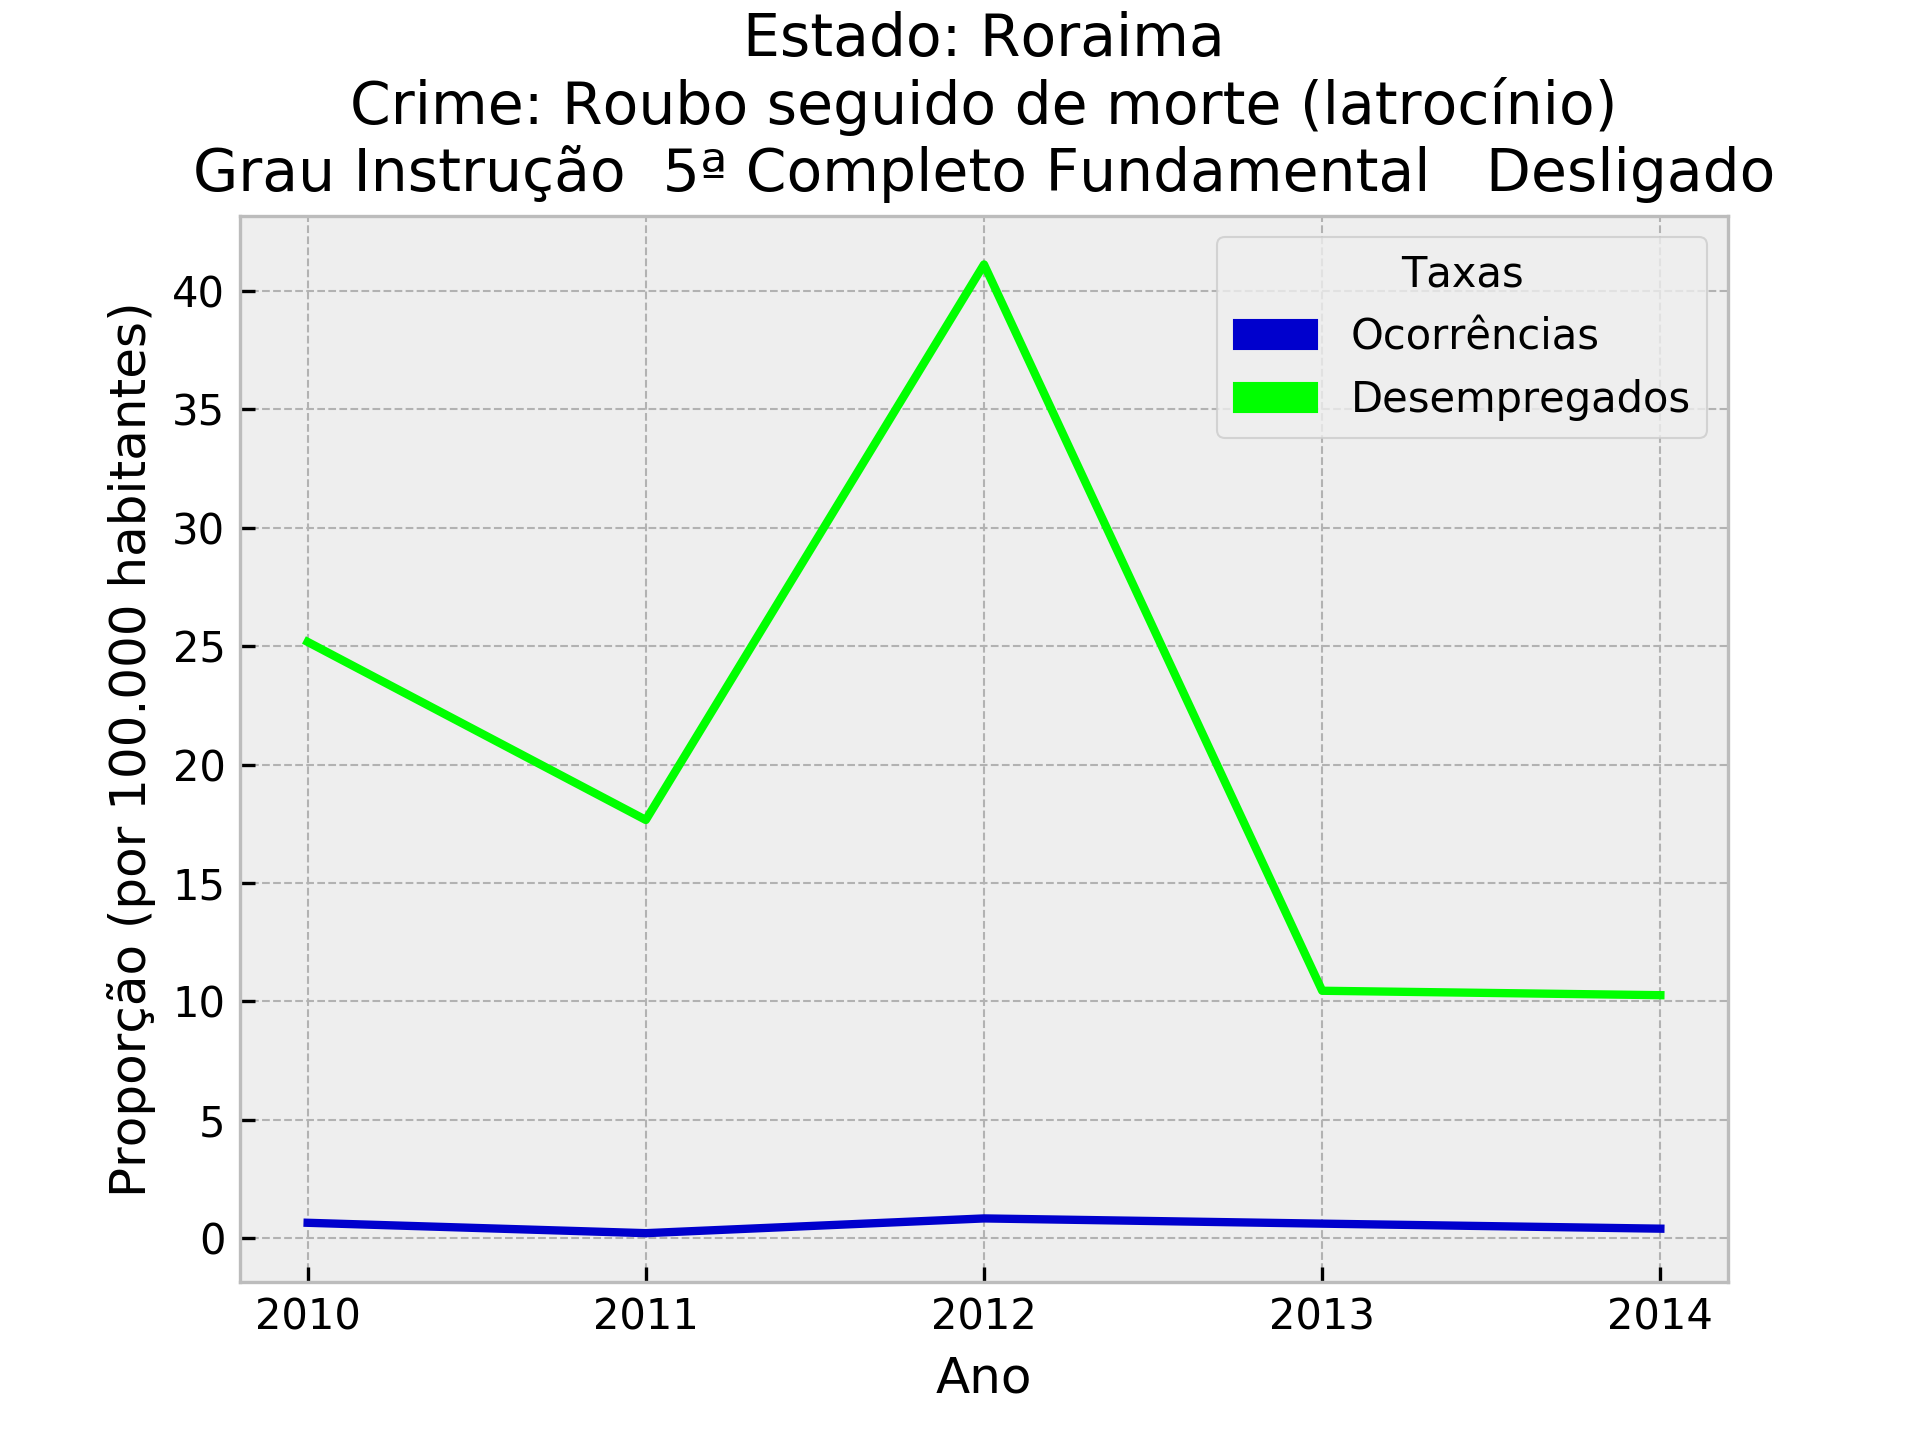 Estado: Roraima
Crime: Roubo seguido de morte (latrocínio)
Grau Instrução  5ª Completo Fundamental   Desligado
Taxas
Ocorrências
Desempregados
Proporção (por 100.000 habitantes)
40
35
30
25
20
15
10
5
0
2010 2011 2012 2013 2014
Ano